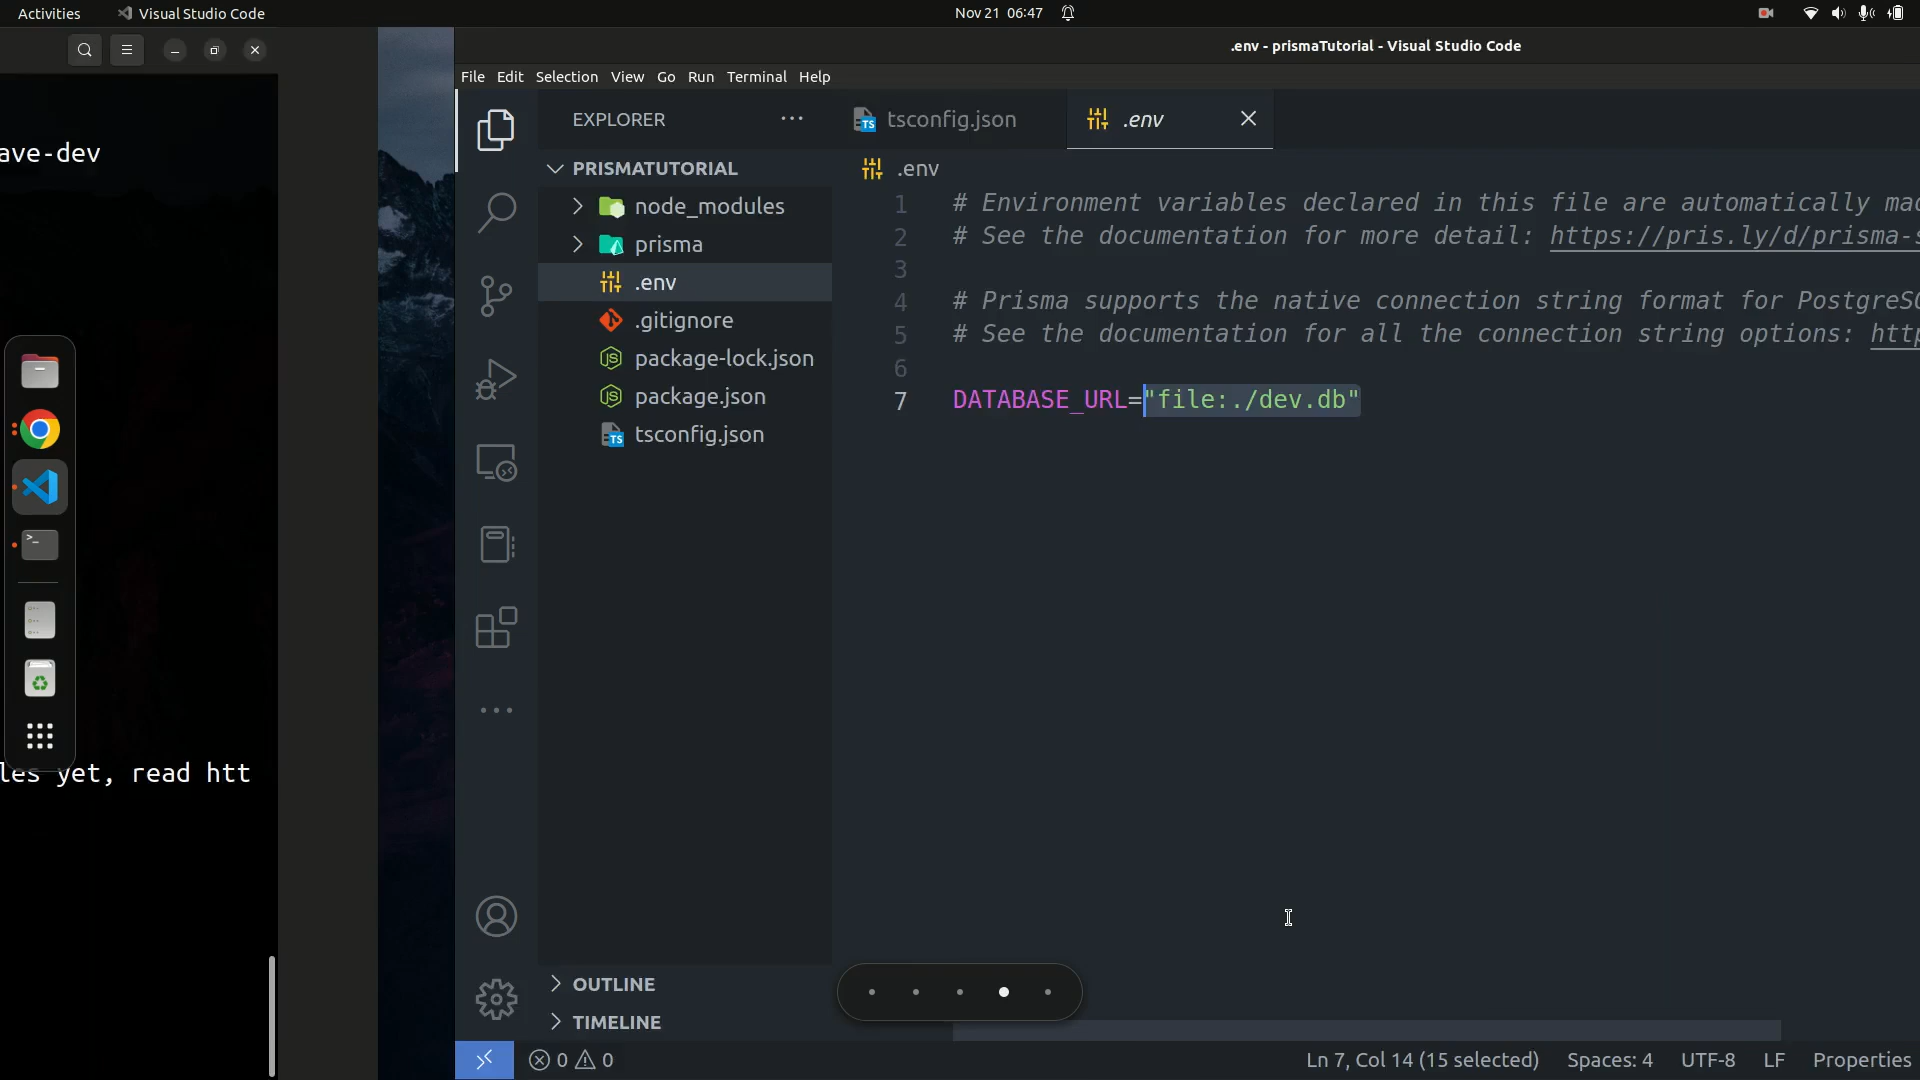 Activities
Visual Studio Code
Nov 21 06:47
.env - prismaTutorial - Visual Studio Code
File Edit Selection View Go Run Terminal Help
ave-dev
les yet, read htt
EXPLORER
PRISMATUTORIAL
node_modules
prisma
.env
.gitignore
package-lock.json
package.json
tsconfig.json
OUTLINE
TIMELINE
tsconfig.json
.env
.env
1 # Environment variables declared in this file are automatically mad
2 # See the documentation for more detail: https://pris.ly/d/prisma-s
3
4 # Prisma supports the native connection string format for PostgreSQ
5 # See the documentation for all the connection string options: http
6
7 DATABASE_URL="file:./dev.db"
0 0
Ln 7, Col 14 (15 selected)
Spaces: 4
UTF-8
LF
Properties